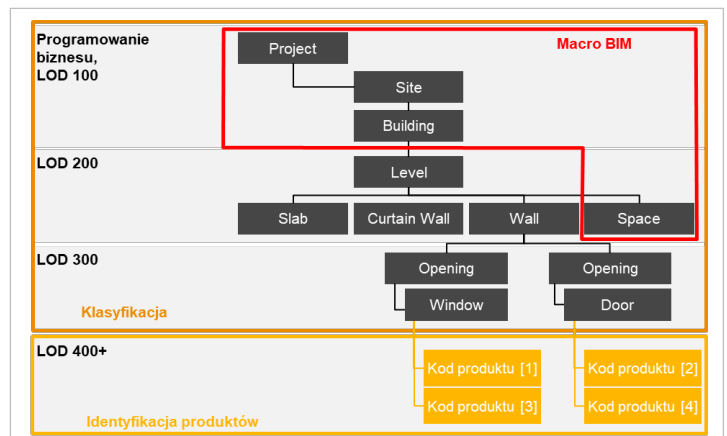 Programowanie
biznesu,
LOD 100
Project
Macro BIM
Site
Building
LOD 200
Level
Slab
Curtain Wall
Wall
Space
LOD 300
Opening
Opening
Window
Door
Klasyfikacja
LOD 400+
Kod produktu [1]
Kod produktu [2]
Kod produktu [3]
Kod produktu [4]
Identyfikacja produktów